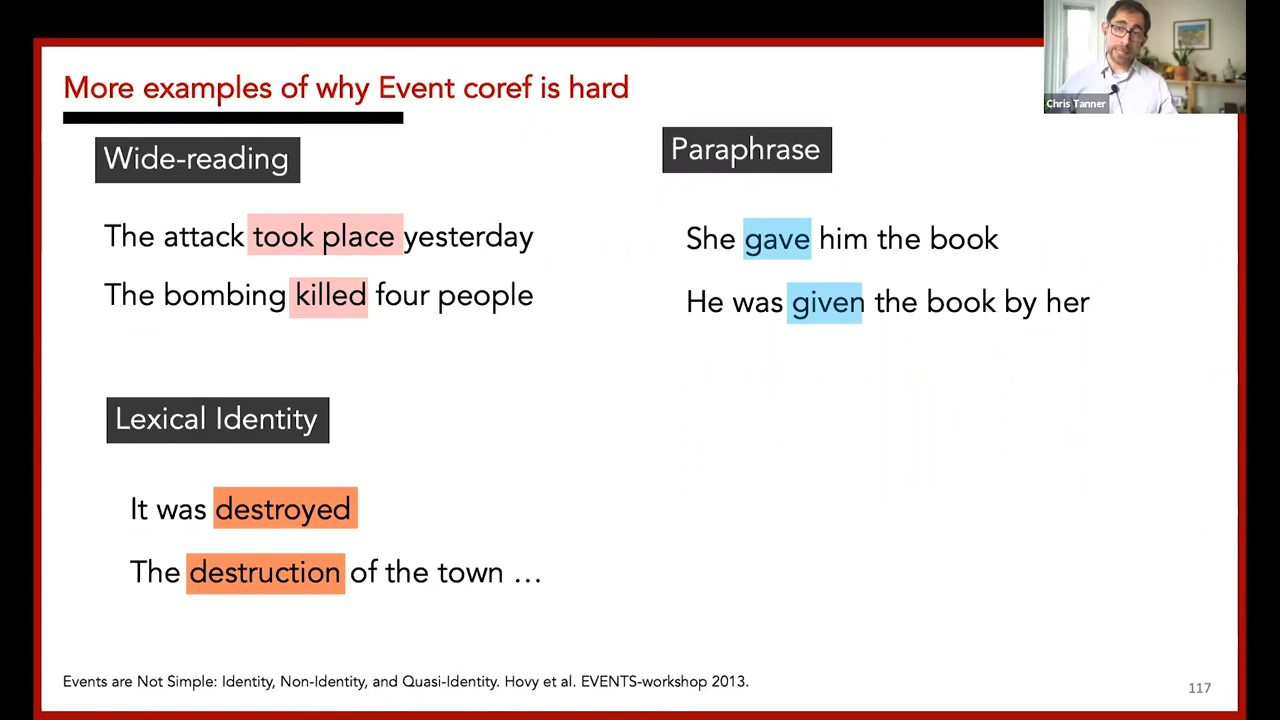 More examples of why Event coref is hard
Chris Tanner
Wide-reading
The attack took place yesterday
The bombing killed four people
Paraphrase
She gave him the book
He was given the book by her
Lexical Identity
It was destroyed
The destruction of the town …
Events are Not Simple: Identity, Non-Identity, and Quasi-Identity. Hovy et al. EVENTS-workshop 2013.
117